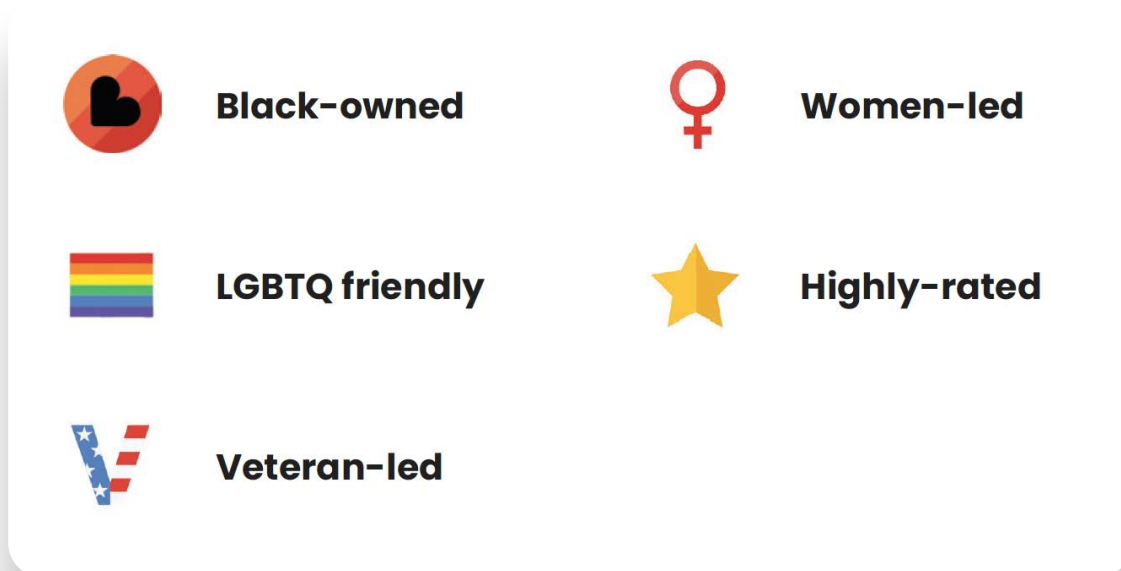 Black-owned
Women-led
LGBTQ friendly
Highly-rated
Veteran-led